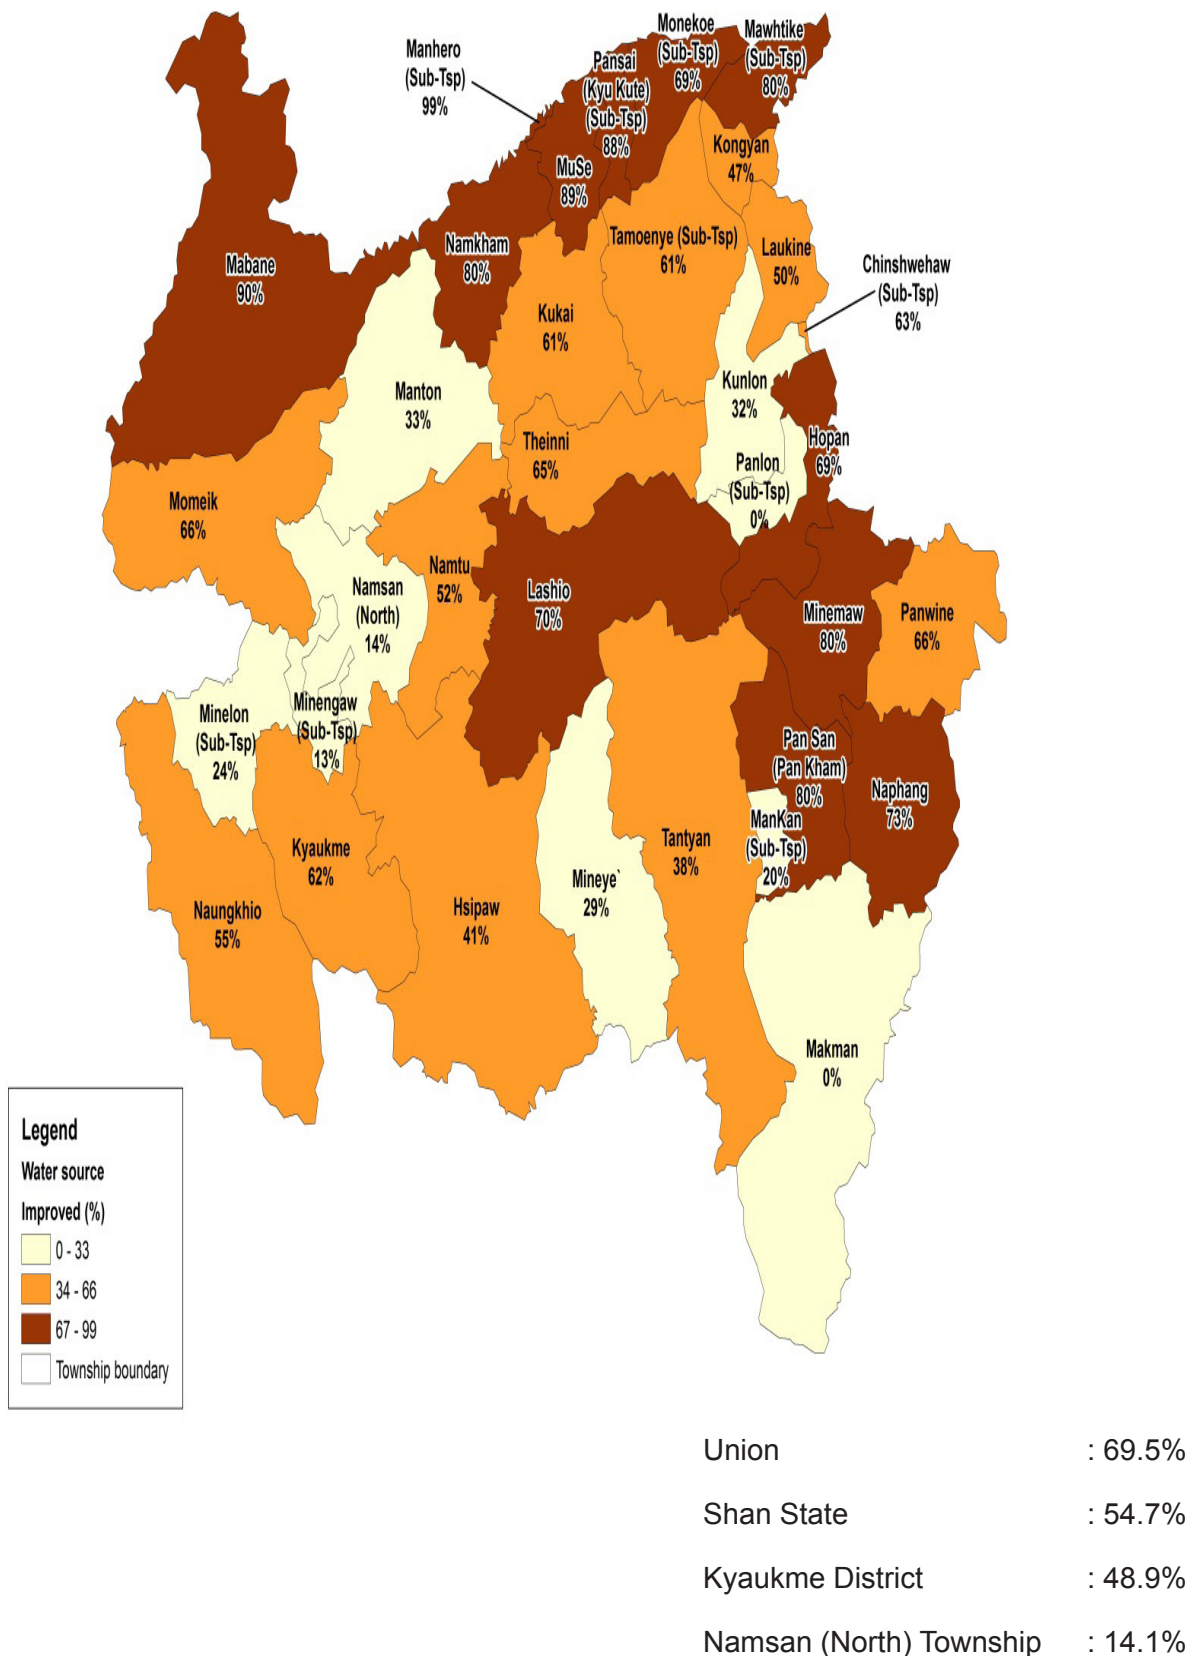 Monekoe
(Sub-Tsp)
69%
Mawhtike
(Sub-Tsp)
80%
Manhero
(Sub-Tsp)
99%
Pansai
(Kyu Kute)
(Sub-Tsp)
88%
MuSe
89%
Kongyan
47%
Namkham
80%
Tamoenye (Sub-Tsp)
61%
Laukine
50%
Mabane
90%
Chinshwehaw
(Sub-Tsp)
63%
Kukai
61%
Manton
33%
Kunlon
32%
Theinni
65%
Hopan
69%
Panlon
(Sub-Tsp)
0%
Momeik
66%
Namtu
52%
Namsan
(North)
14%
Lashio
70%
Minemaw
80%
Panwine
66%
Minengaw
(Sub-Tsp)
13%
Minelon
(Sub-Tsp)
24%
Pan San
(Pan Kham)
80%
Naphang
73%
ManKan
(Sub-Tsp)
20%
Kyaukme
62%
Tantyan
38%
Mineye`
29%
Naungkhio
55%
Hsipaw
41%
Makman
0%
Legend
Water source
Improved (%)
0 - 33
34 - 66
67 - 99
Township boundary
Union : 69.5%
Shan State : 54.7%
Kyaukme District : 48.9%
Namsan (North) Township : 14.1%